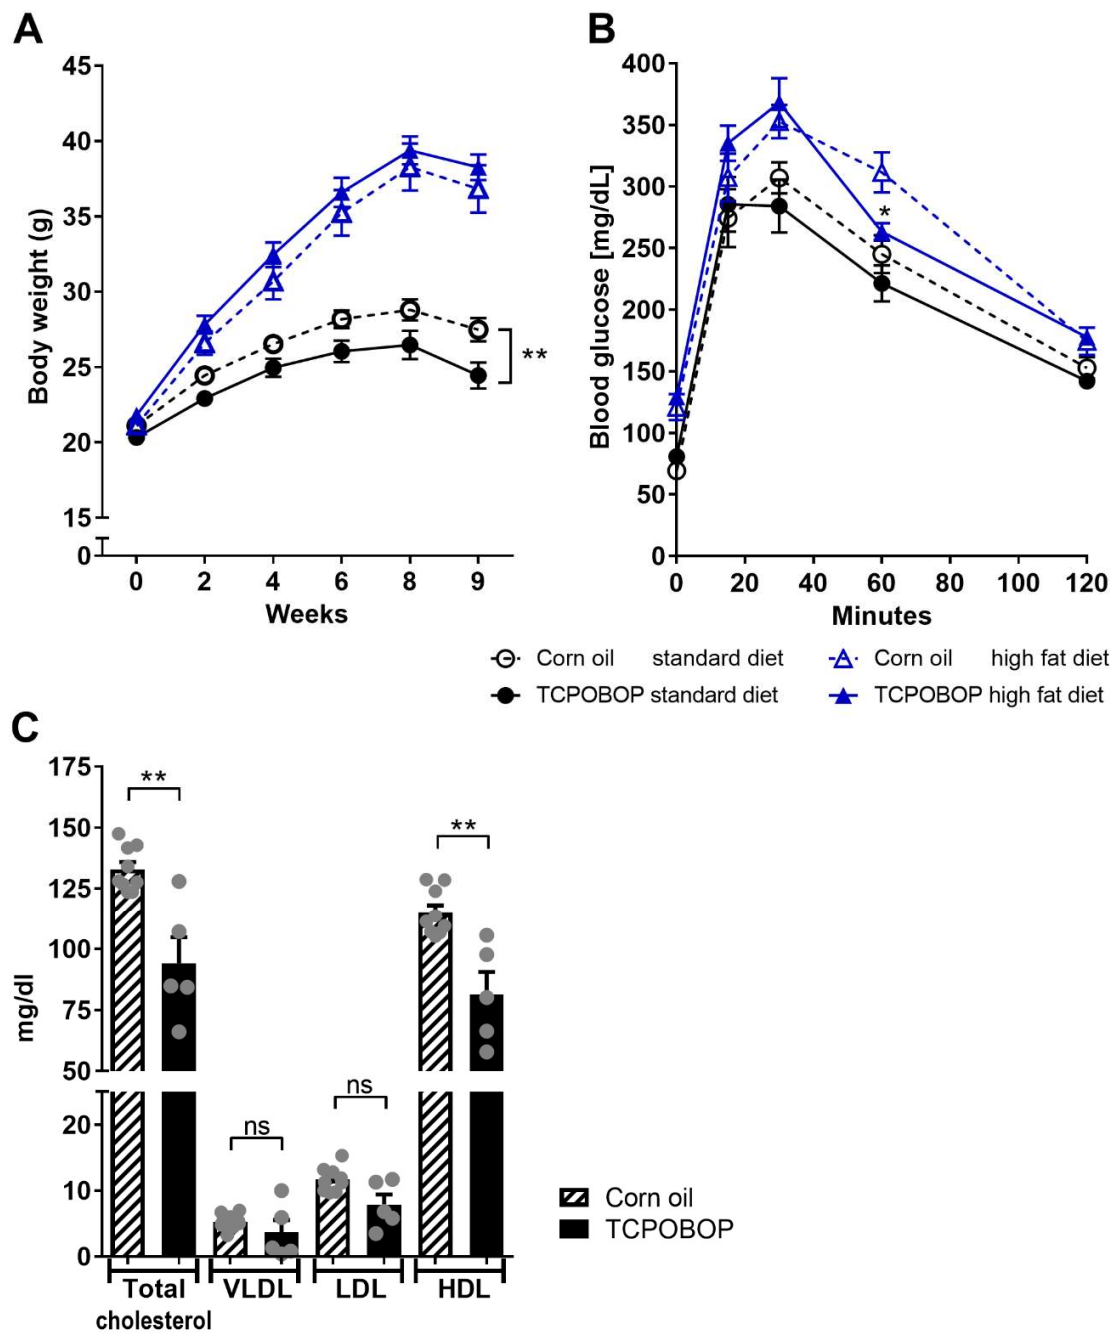 A
B
45
40
35
30
25
20
15
0
Body weight (g)
**
0 2 4 6 8 9
Weeks
400
350
300
250
200
150
100
50
0
Blood glucose [mg/dL]
*
0 20 40 60 80 100 120
Minutes
Corn oil standard diet
Corn oil high fat diet
TCPOBOP standard diet
TCPOBOP high fat diet
C
175
150
125
100
75
50
20
10
0
mg/dl
**
ns
ns
**
Total cholesterol
VLDL
LDL
HDL
Corn oil
TCPOBOP